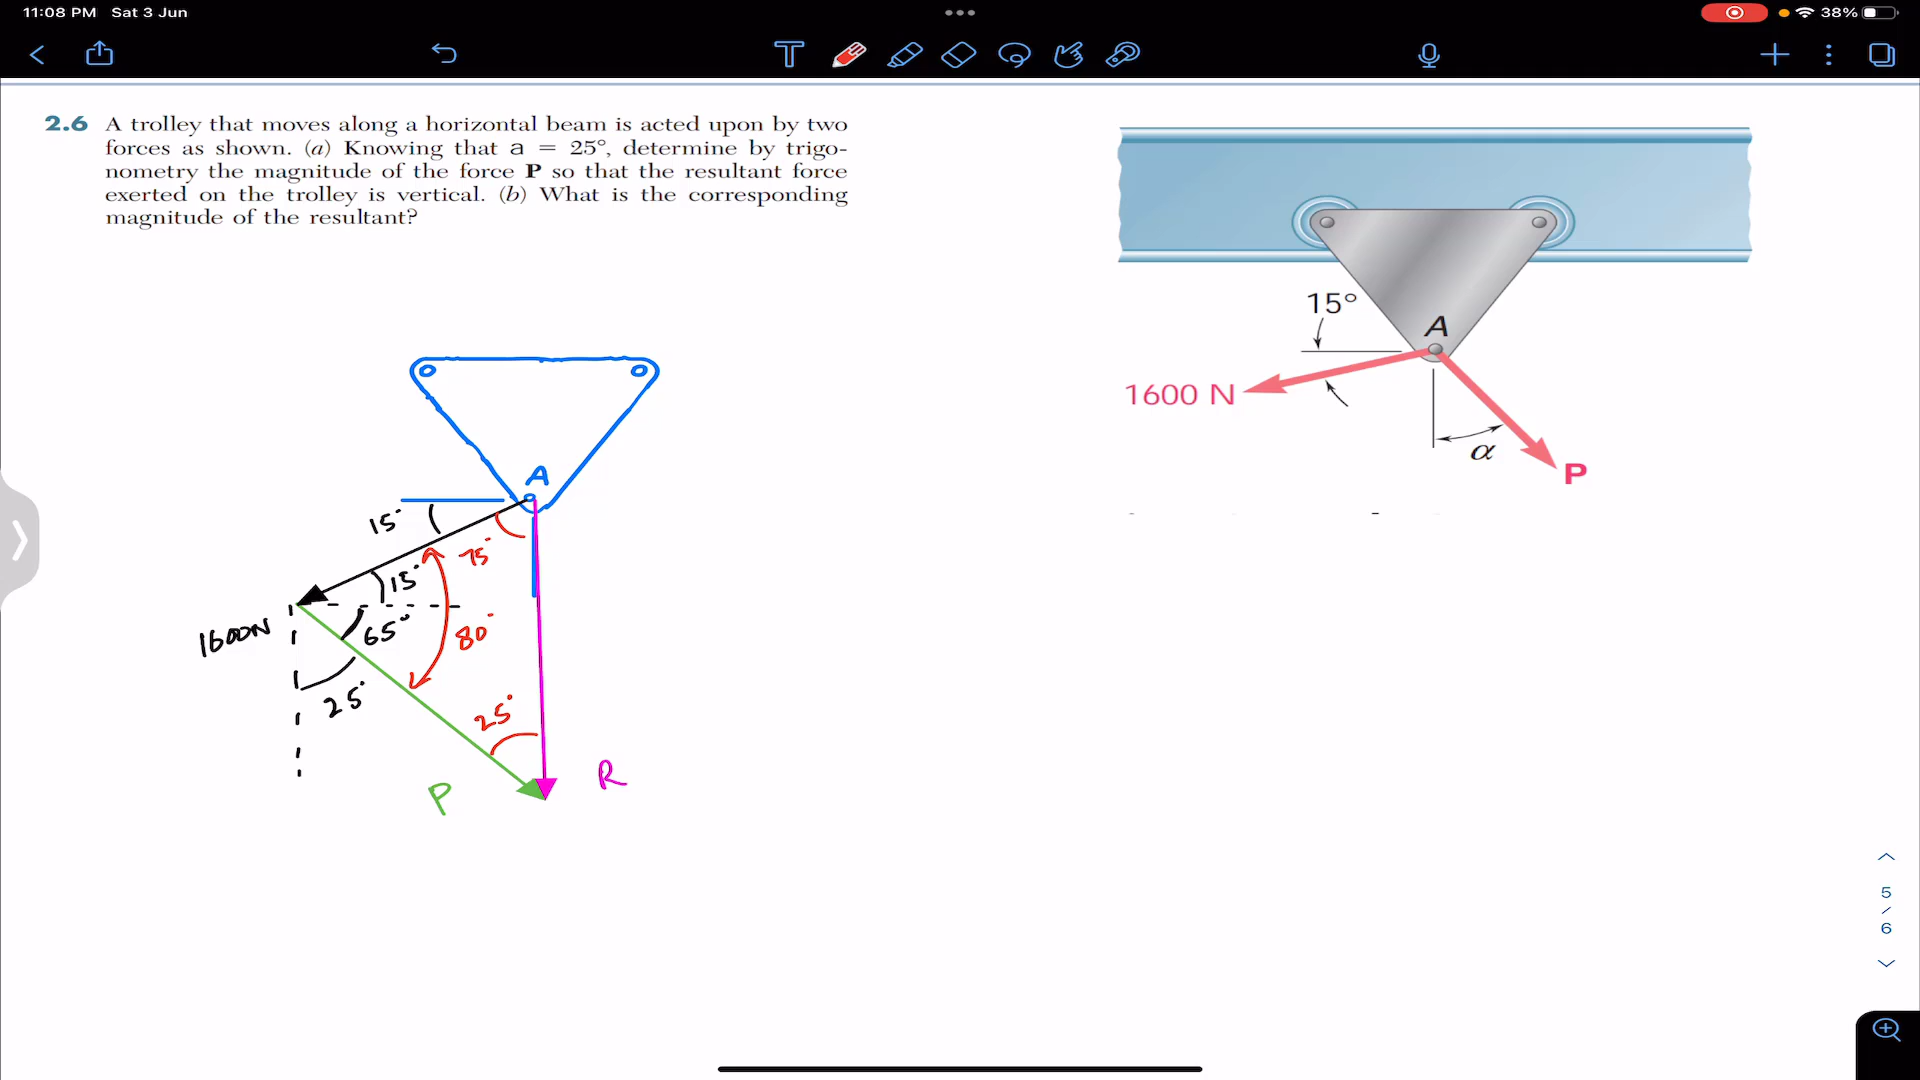 11:08 PM Sat 3 Jun
38%
2.6 A trolley that moves along a horizontal beam is acted upon by two
forces as shown. (a) Knowing that a = 25°, determine by trigo-
nometry the magnitude of the force P so that the resultant force
exerted on the trolley is vertical. (b) What is the corresponding
magnitude of the resultant?
15°
A
1600 N
α
P
A
15°
75°
15°
1600N
65°
80°
25°
25°
P
R
5
/
6